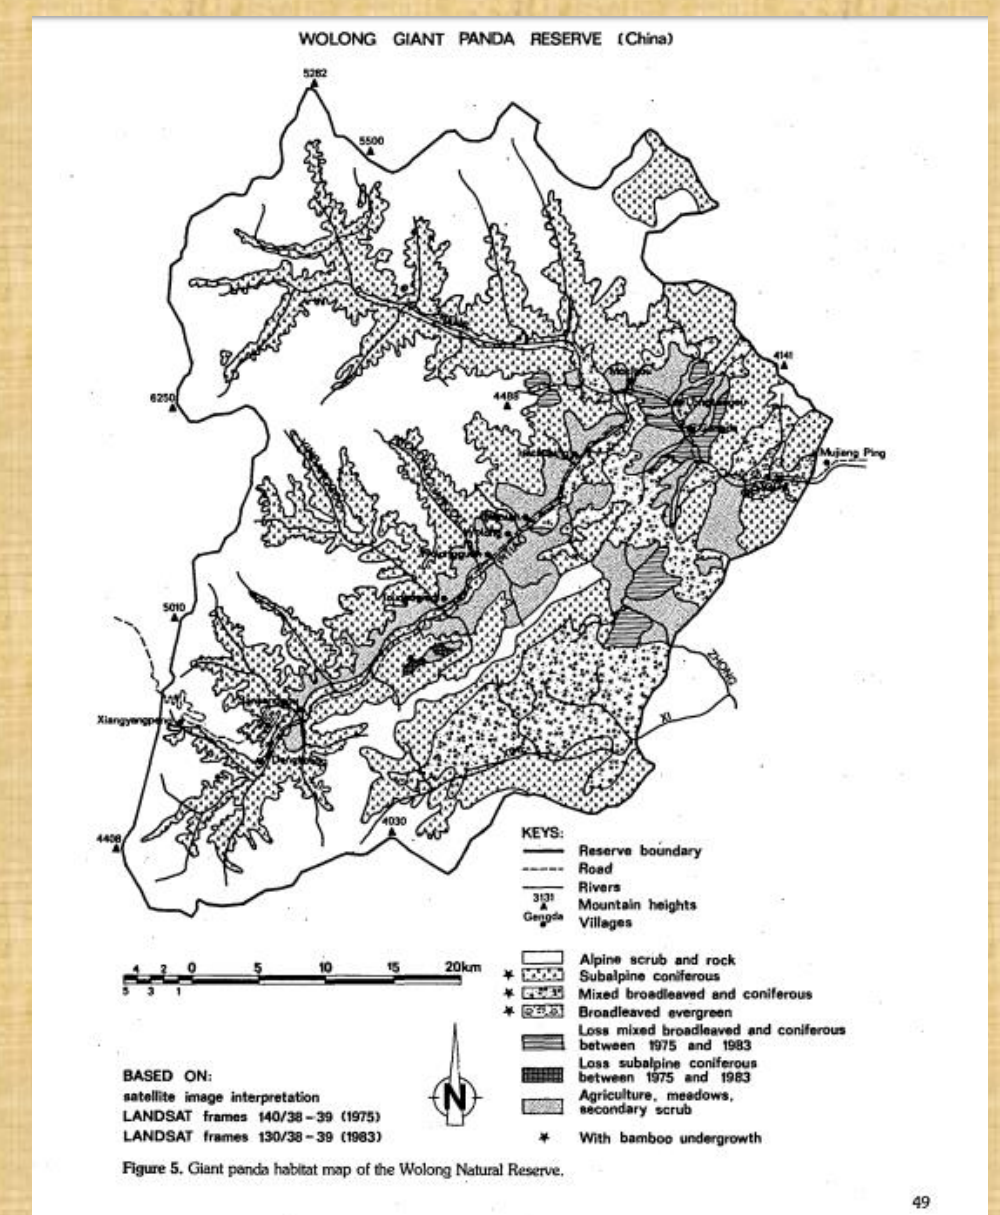 WOLONG GIANT PANDA RESERVE (China)
5282
5500
4141
6250
4488
Mujiang Ping
5010
ZHONG
Xiangyangpeng
XI
4030
4408
KEYS:
Reserve boundary
Road
Rivers
3131
Mountain heights
Gengda
Villages
4 2 0 5 10 15 20km
5 3 1
Alpine scrub and rock
Subalpine coniferous
Mixed broadleaved and coniferous
Broadleaved evergreen
Loss mixed broadleaved and coniferous
between 1975 and 1983
Loss subalpine coniferous
between 1975 and 1983
Agriculture, meadows,
secondary scrub
With bamboo undergrowth
BASED ON:
satellite image interpretation
LANDSAT frames 140/38-39 (1975)
LANDSAT frames 130/38-39 (1983)
N
Figure 5. Giant panda habitat map of the Wolong Natural Reserve.
49